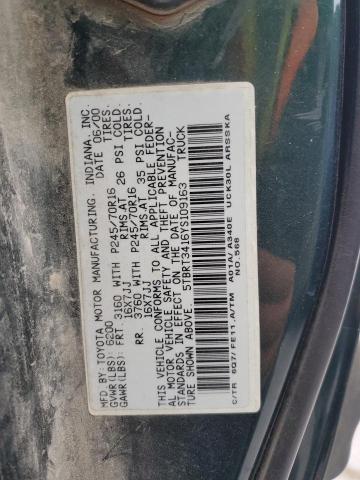 MFD.BY: TOYOTA MOTOR MANUFACTURING, INDIANA, INC.
GVWR(LBS): 6200 DATE 06/00
GAWR(LBS): FRT. 3160 WITH P245/70R16 TIRES,
16X7JJ RIMS,AT 26 PSI COLD.
RR. 3760 WITH P245/70R16 TIRES,
16X7JJ RIMS,AT 35 PSI COLD.
THIS VEHICLE CONFORMS TO ALL APPLICABLE FEDER-
AL MOTOR VEHICLE SAFETY AND THEFT PREVENTION
STANDARDS IN EFFECT ON THE DATE OF MANUFAC-
TURE SHOWN ABOVE.
5TBRT3416YS109163 TRUCK
C/TR :6Q7/ FE11 .A/TM A01A/ A340E UCK30L ARSSKA
NO.568